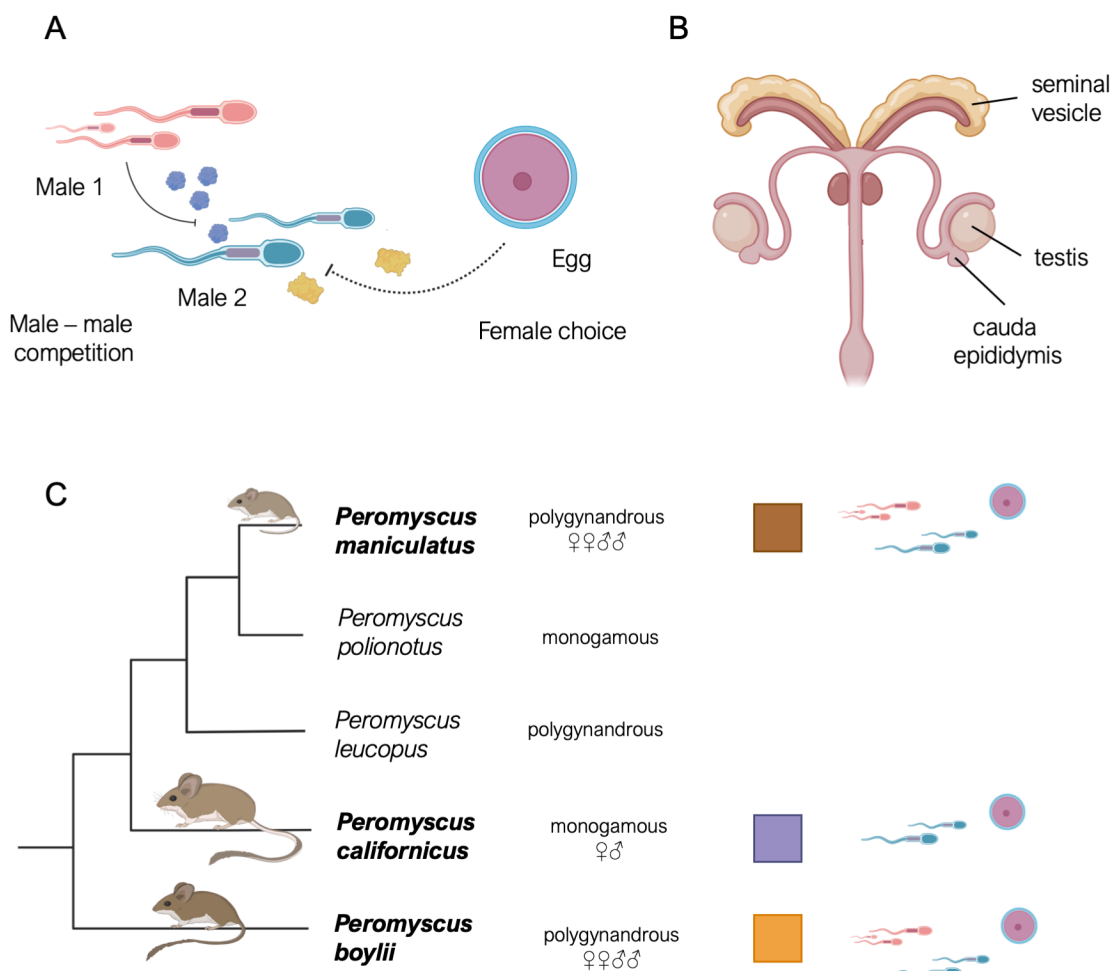 A
B
Male 1
Male 2
Egg
Male – male
competition
Female choice
seminal
vesicle
testis
cauda
epididymis
C
Peromyscus
maniculatus
polygynandrous
♀♀♂♂
Peromyscus
polionotus
monogamous
Peromyscus
leucopus
polygynandrous
Peromyscus
californicus
monogamous
♀♂
Peromyscus
boylii
polygynandrous
♀♀♂♂